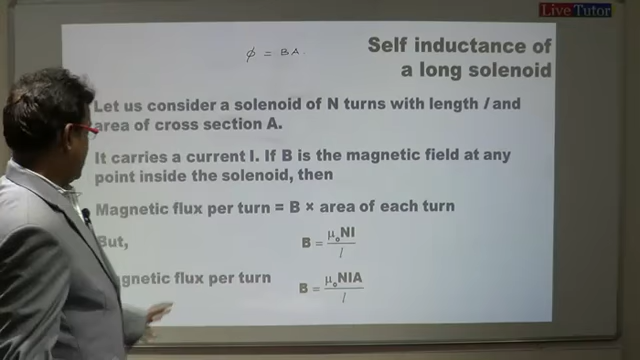 Live Tutor
ϕ = BA.
Self inductance of
a long solenoid
Let us consider a solenoid of N turns with length l and
area of cross section A.
It carries a current I. If B is the magnetic field at any
point inside the solenoid, then
Magnetic flux per turn = B × area of each turn
But, B = μ₀NI / l
gnetic flux per turn B = μ₀NIA / l